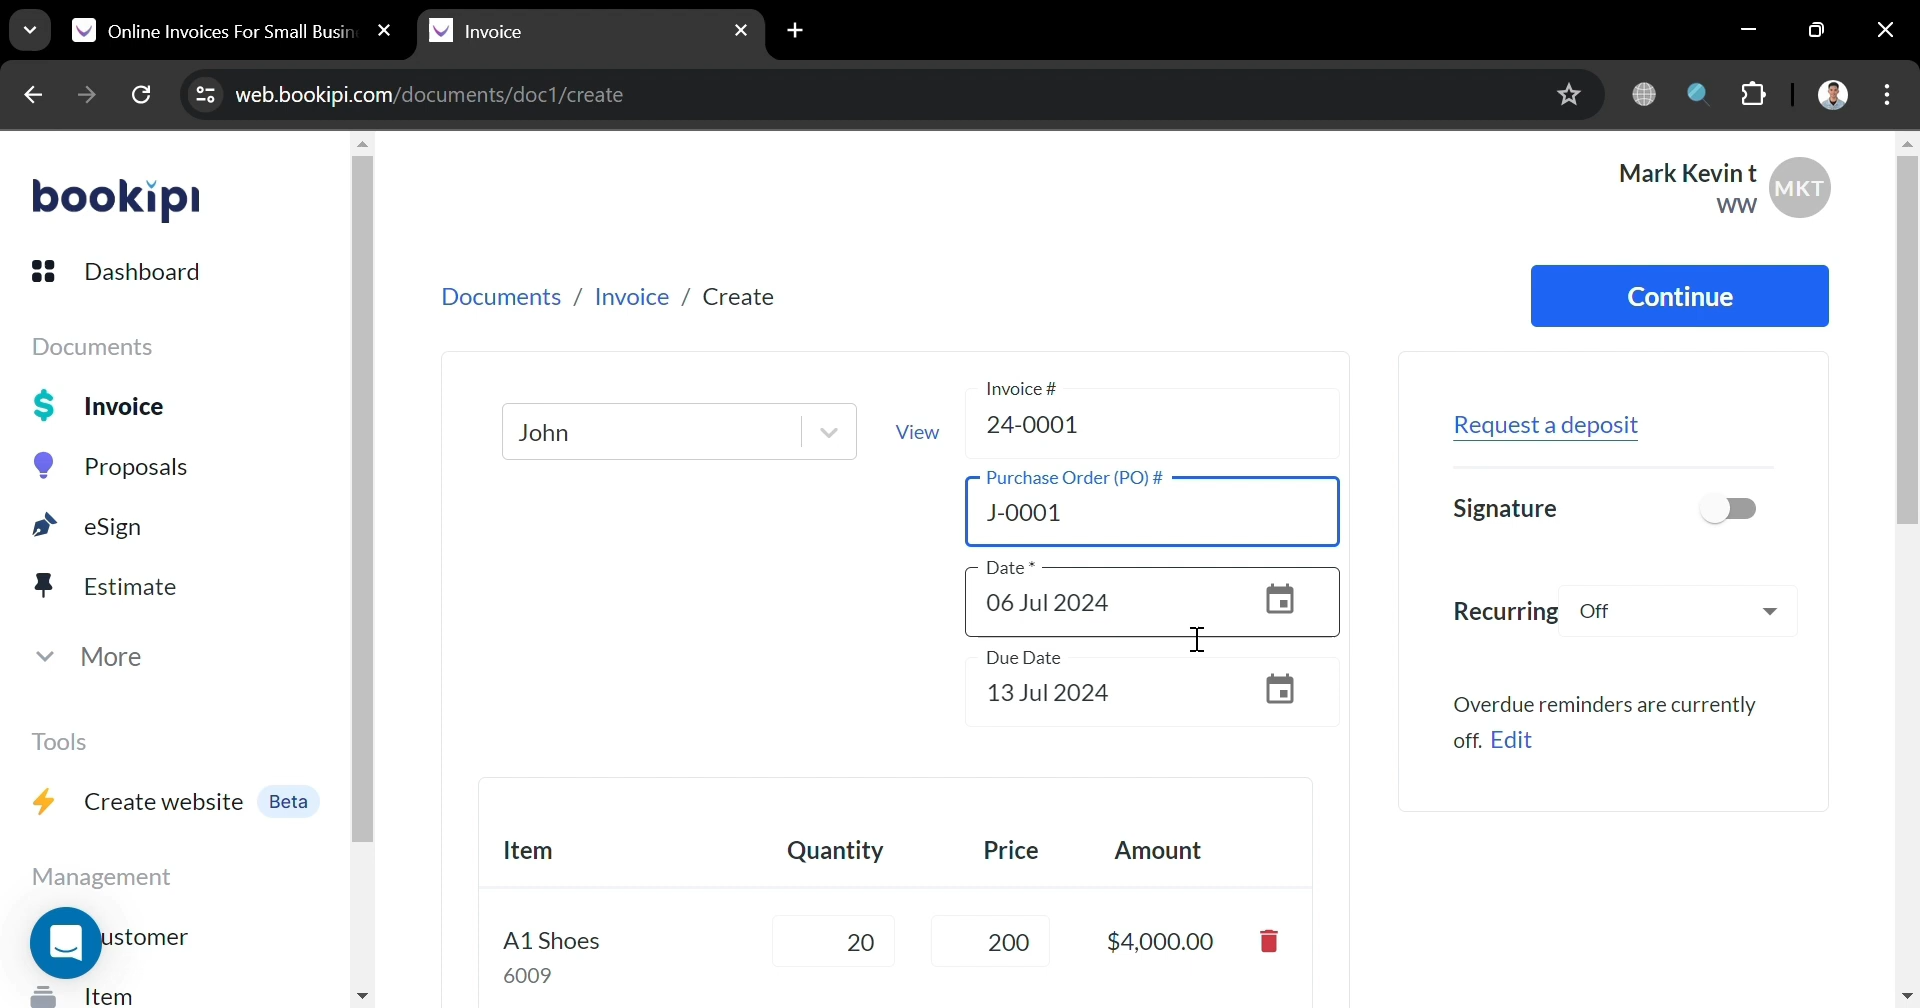 Online Invoices For Small Busin
Invoice
web.bookipi.com/documents/doc1/create
bookipi
Mark Kevin t
WW
MKT
Dashboard
Documents / Invoice / Create
Continue
Documents
Invoice
Proposals
eSign
Estimate
More
Tools
Create website Beta
Management
ustomer
Item
John
View
Invoice #
24-0001
Purchase Order (PO) #
J-0001
Date *
06 Jul 2024
Due Date
13 Jul 2024
Request a deposit
Signature
Recurring Off
Overdue reminders are currently
off. Edit
Item Quantity Price Amount
A1 Shoes 20 200 $4,000.00
6009